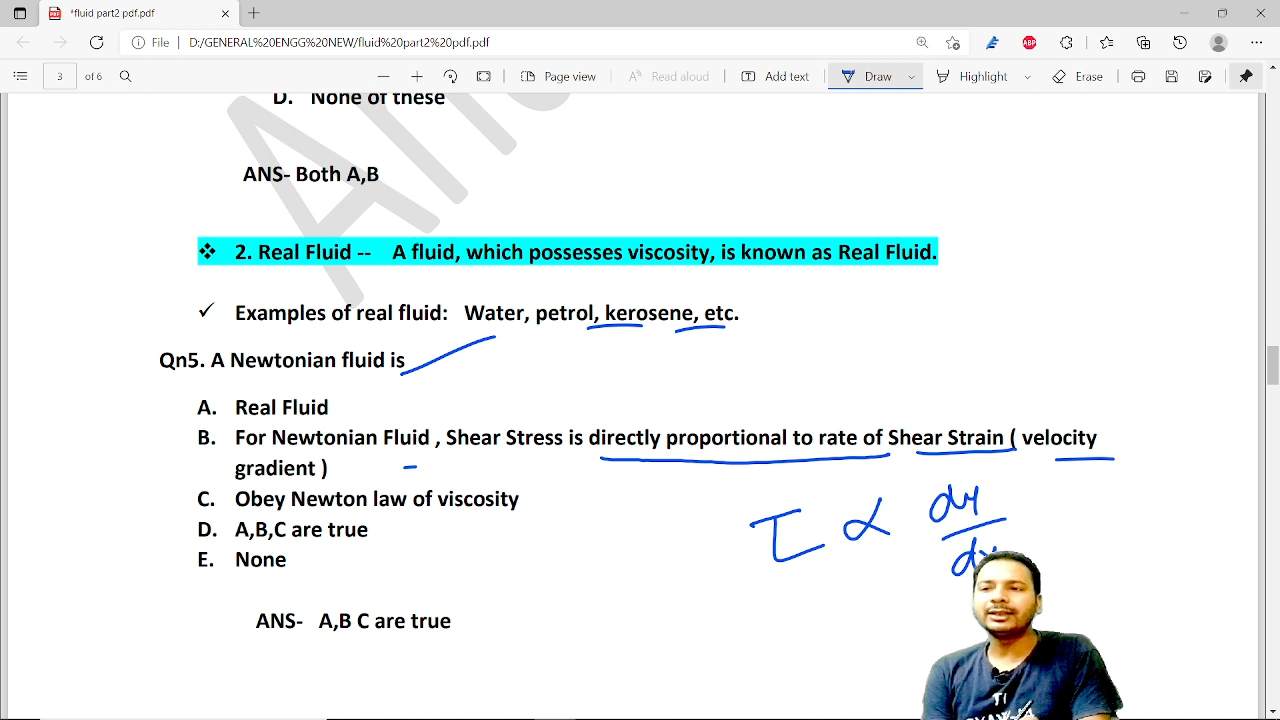 *fluid part2 pdf.pdf
File | D:/GENERAL%20ENGG%20NEW/fluid%20part2%20pdf.pdf
ABP
3 of 6 Page view Read aloud Add text Draw Highlight Erase
D. None of these
ANS- Both A,B
❖ 2. Real Fluid -- A fluid, which possesses viscosity, is known as Real Fluid.
✓ Examples of real fluid: Water, petrol, kerosene, etc.
Qn5. A Newtonian fluid is
A. Real Fluid
B. For Newtonian Fluid , Shear Stress is directly proportional to rate of Shear Strain ( velocity
gradient )
C. Obey Newton law of viscosity
D. A,B,C are true
E. None
τ ∝
ANS- A,B C are true